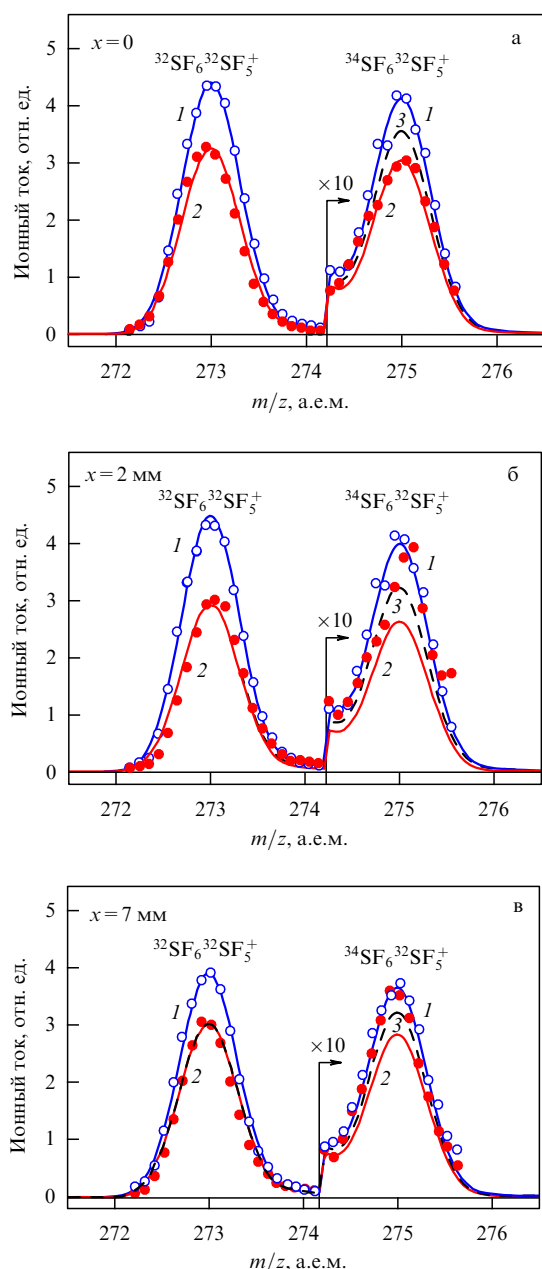 x = 0
а
³²SF₆³²SF₅⁺
³⁴SF₆³²SF₅⁺
Ионный ток, отн. ед.
5
4
3
2
1
0
1
2
×10
1
3
2
272
273
274
275
276
m/z, а.е.м.
x = 2 мм
б
³²SF₆³²SF₅⁺
³⁴SF₆³²SF₅⁺
Ионный ток, отн. ед.
5
4
3
2
1
0
1
2
×10
1
3
2
272
273
274
275
276
m/z, а.е.м.
x = 7 мм
в
³²SF₆³²SF₅⁺
³⁴SF₆³²SF₅⁺
Ионный ток, отн. ед.
5
4
3
2
1
0
1
2
×10
1
3
2
272
273
274
275
276
m/z, а.е.м.